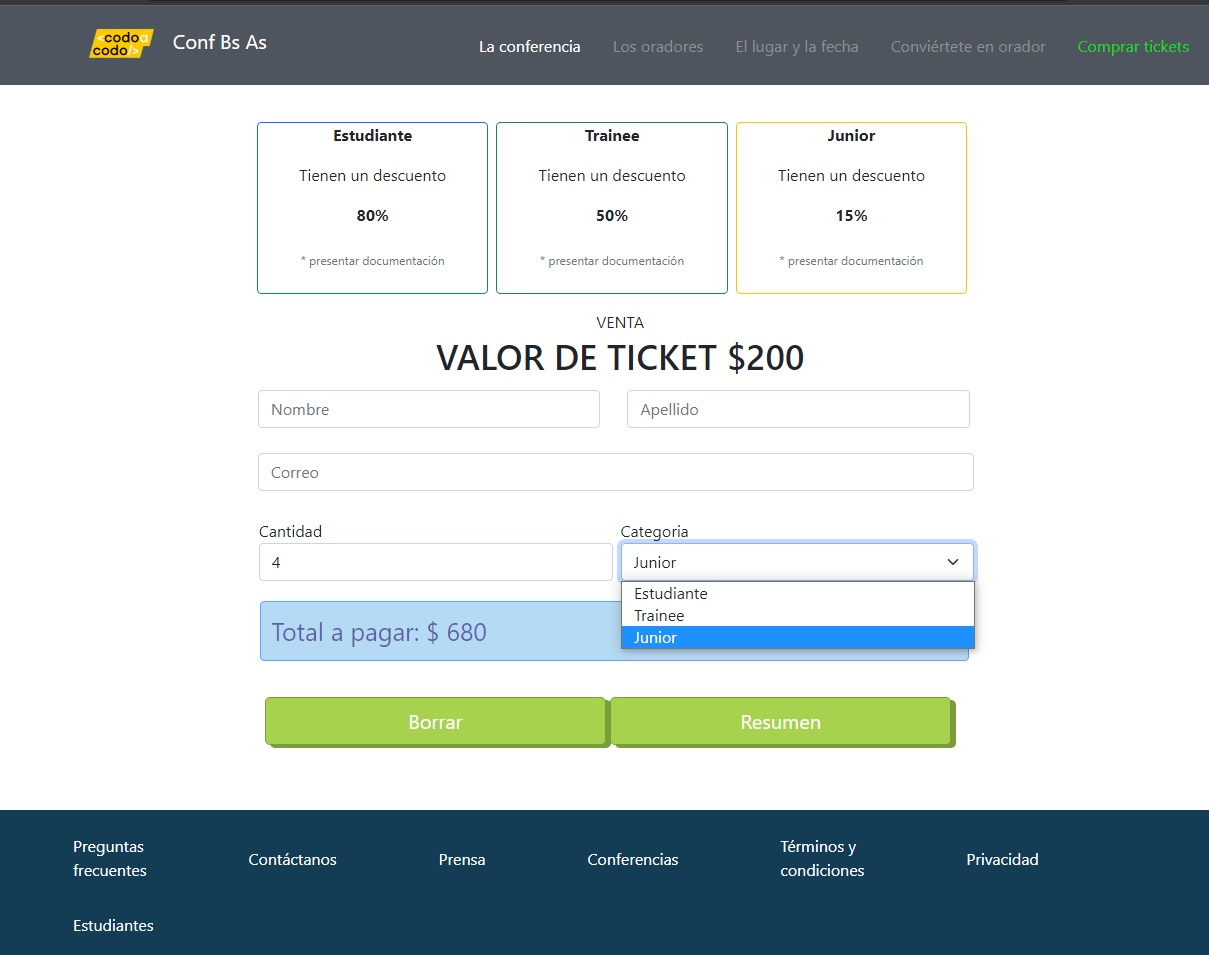 <codoa
codo/>
Conf Bs As
La conferencia
Los oradores
El lugar y la fecha
Conviértete en orador
Comprar tickets
Estudiante
Tienen un descuento
80%
* presentar documentación
Trainee
Tienen un descuento
50%
* presentar documentación
Junior
Tienen un descuento
15%
* presentar documentación
VENTA
VALOR DE TICKET $200
Nombre
Apellido
Correo
Cantidad
Categoria
4
Junior
Estudiante
Trainee
Junior
Total a pagar: $ 680
Borrar
Resumen
Preguntas
frecuentes
Contáctanos
Prensa
Conferencias
Términos y
condiciones
Privacidad
Estudiantes